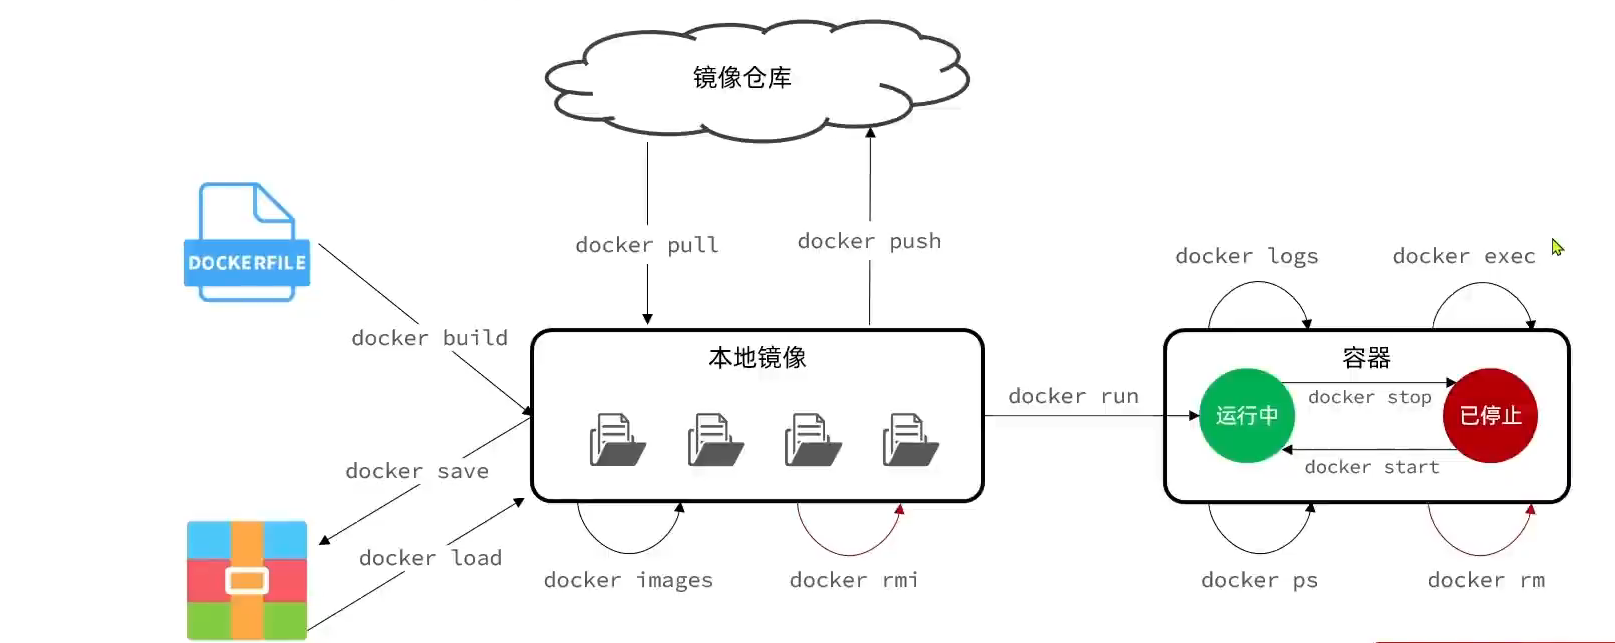 镜像仓库
DOCKERFILE
docker pull
docker push
docker logs
docker exec
docker build
本地镜像
容器
docker run
运行中
docker stop
已停止
docker start
docker save
docker load
docker images
docker rmi
docker ps
docker rm